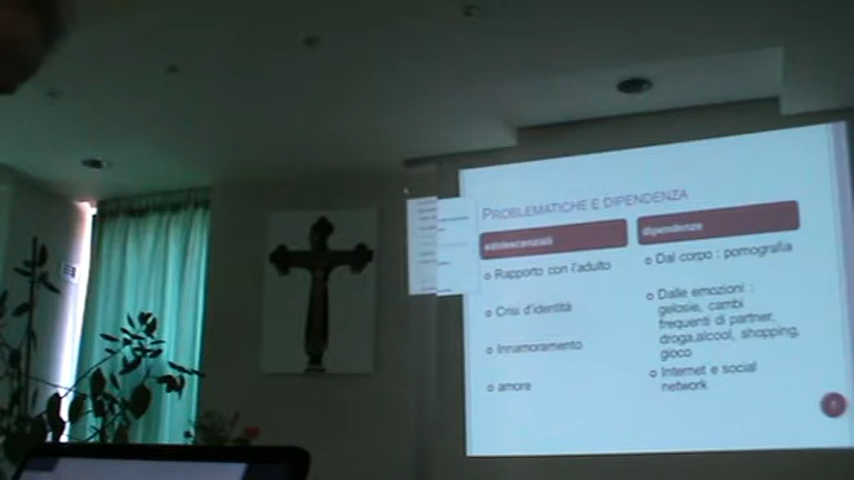 PROBLEMATICHE E DIPENDENZA
adolescenziali
dipendenze
Rapporto con l'adulto
Crisi d'identità
Innamoramento
amore
Dal corpo : pornografia
Dalle emozioni :
gelosie, cambi
frequenti di partner,
droga,alcool, shopping,
gioco
Internet e social
network